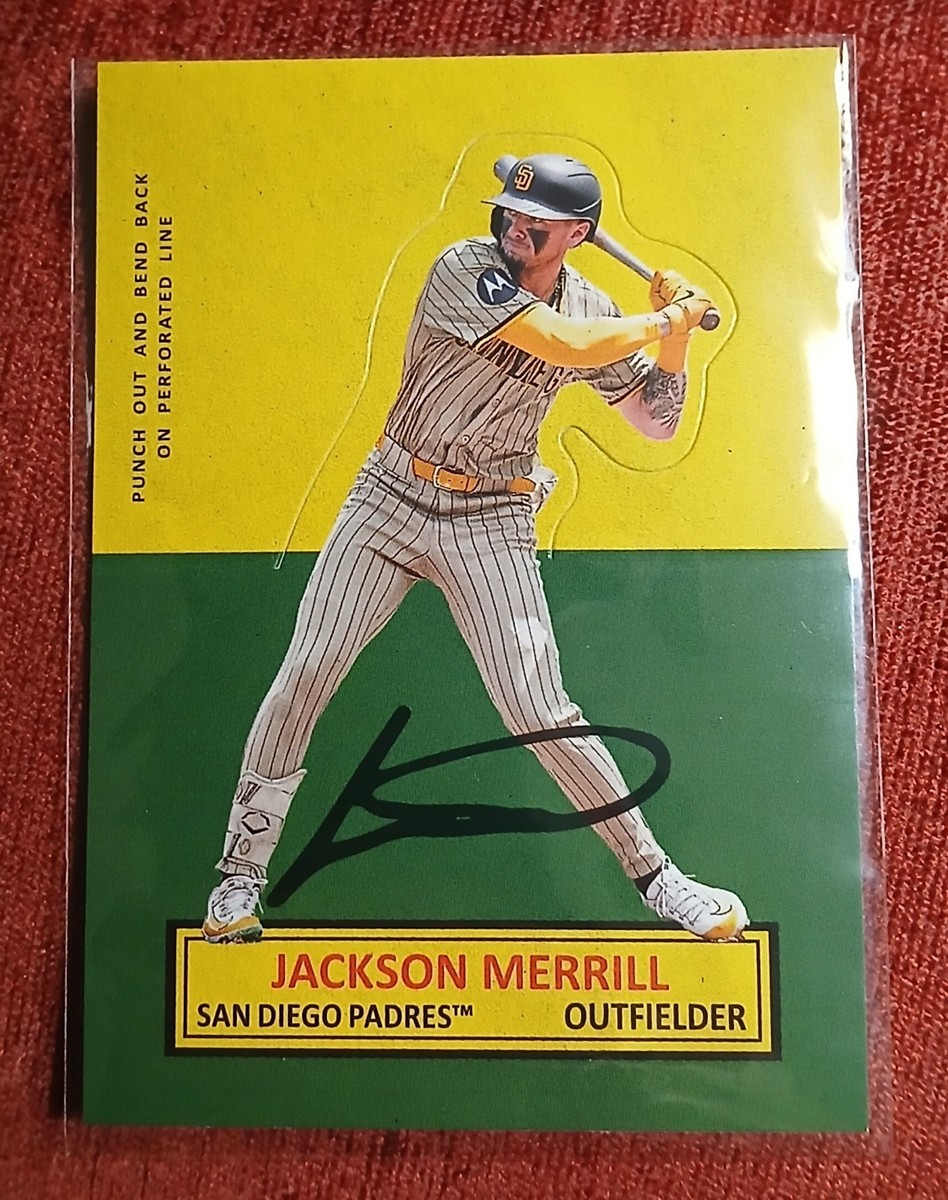 PUNCH OUT AND BEND BACK
ON PERFORATED LINE
SD
JACKSON MERRILL
SAN DIEGO PADRES™
OUTFIELDER